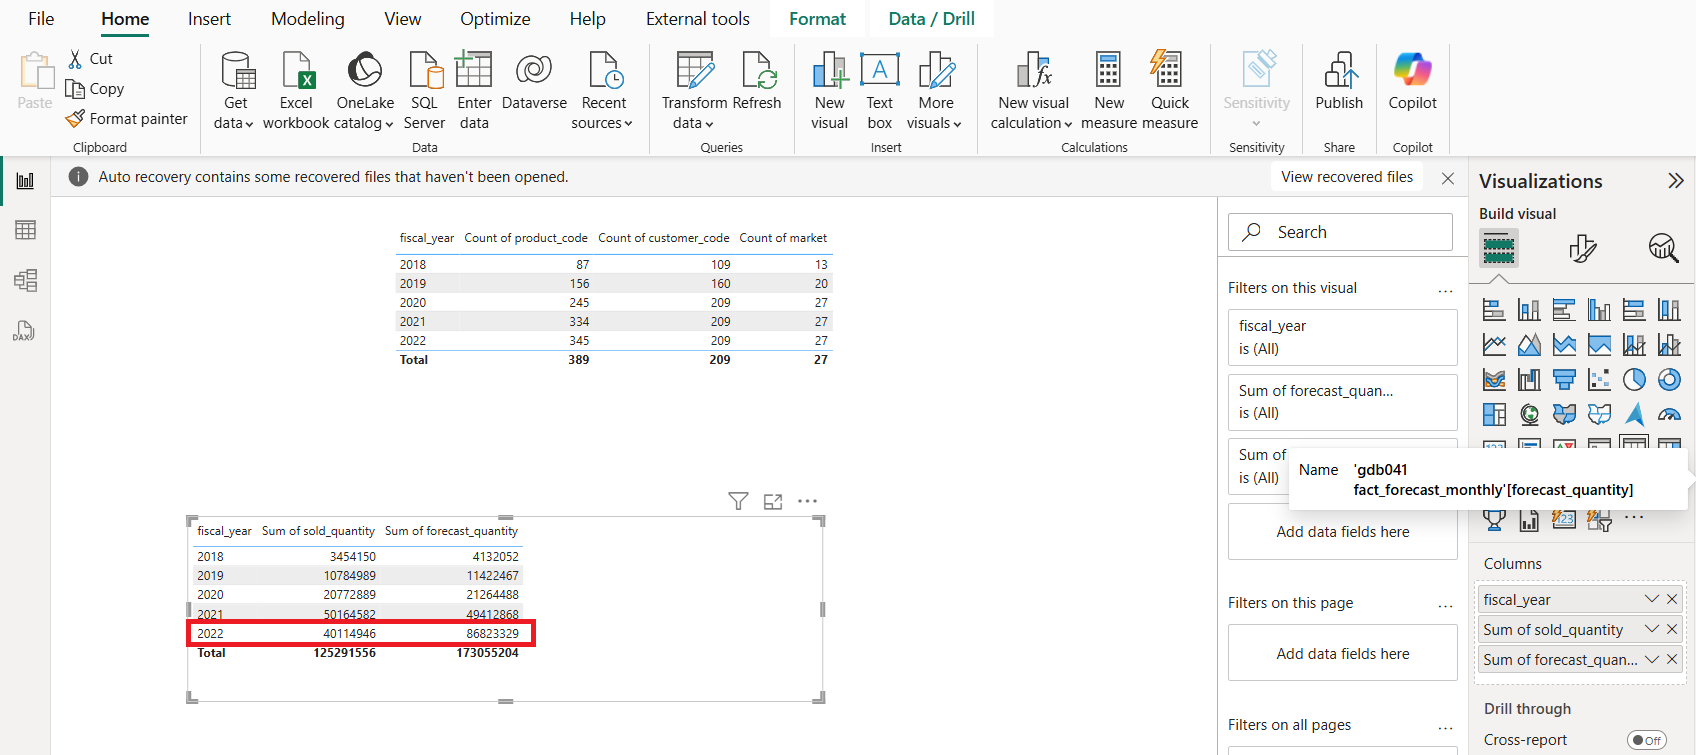 File Home Insert Modeling View Optimize Help External tools Format Data / Drill
Paste
Cut
Copy
Format painter
Clipboard
Get data
Excel workbook
OneLake catalog
SQL Server
Enter data
Dataverse
Recent sources
Data
Transform data
Refresh
Queries
New visual
A
Text box
More visuals
Insert
New visual calculation
New measure
Quick measure
Calculations
Sensitivity
Sensitivity
Publish
Share
Copilot
Copilot
Auto recovery contains some recovered files that haven't been opened.
View recovered files
DAX
fiscal_year Count of product_code Count of customer_code Count of market
2018 87 109 13
2019 156 160 20
2020 245 209 27
2021 334 209 27
2022 345 209 27
Total 389 209 27
fiscal_year Sum of sold_quantity Sum of forecast_quantity
2018 3454150 4132052
2019 10784989 11422467
2020 20772889 21264488
2021 50164582 49412868
2022 40114946 86823329
Total 125291556 173055204
Search
Filters on this visual ...
fiscal_year
is (All)
Sum of forecast_quan...
is (All)
Sum of
is (All)
Add data fields here
Filters on this page ...
Add data fields here
Filters on all pages ...
Visualizations
Build visual
Name 'gdb041
fact_forecast_monthly'[forecast_quantity]
123
...
Columns
fiscal_year
Sum of sold_quantity
Sum of forecast_quan...
Drill through
Cross-report Off